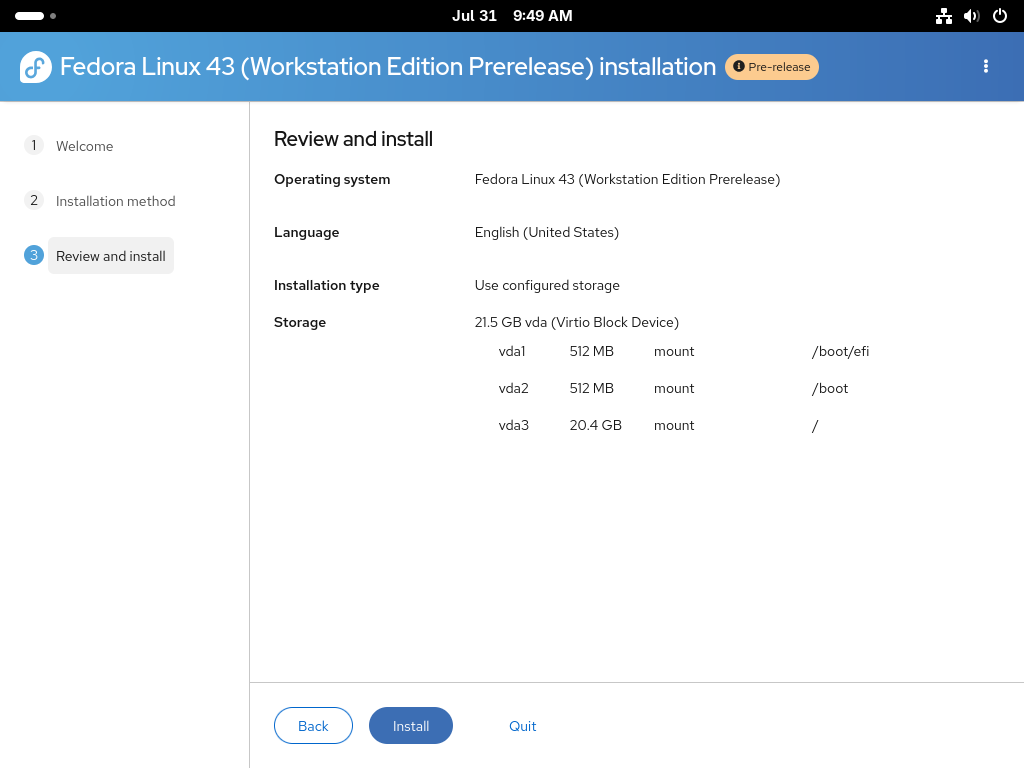 Jul 31 9:49 AM
Fedora Linux 43 (Workstation Edition Prerelease) installation Pre-release
1 Welcome
2 Installation method
3 Review and install
Review and install
Operating system Fedora Linux 43 (Workstation Edition Prerelease)
Language English (United States)
Installation type Use configured storage
Storage 21.5 GB vda (Virtio Block Device)
vda1 512 MB mount /boot/efi
vda2 512 MB mount /boot
vda3 20.4 GB mount /
Back Install Quit